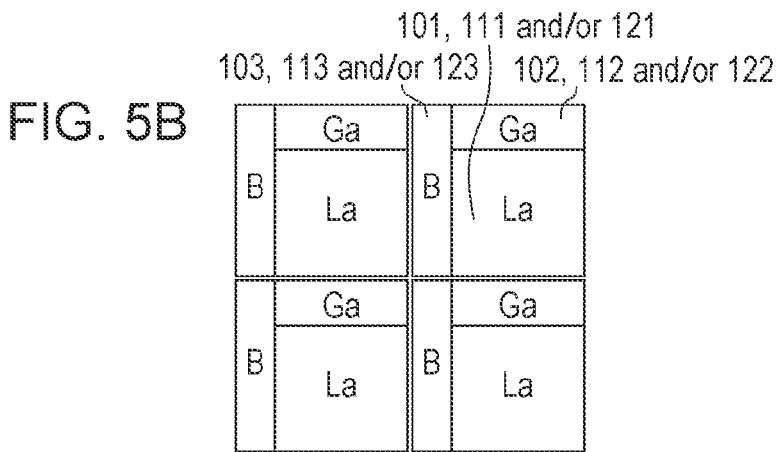 101, 111 and/or 121
103, 113 and/or 123 102, 112 and/or 122
FIG. 5B
Ga Ga
B La B La
Ga Ga
B La B La